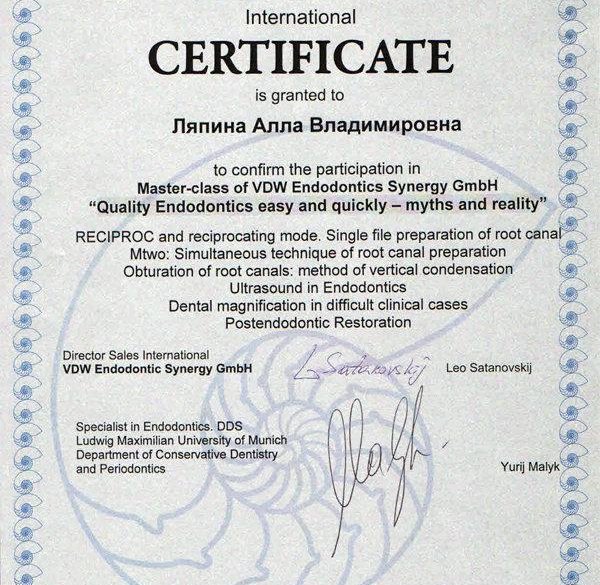 International
CERTIFICATE
is granted to
Ляпина Алла Владимировна
to confirm the participation in
Master-class of VDW Endodontics Synergy GmbH
“Quality Endodontics easy and quickly – myths and reality”
RECIPROC and reciprocating mode. Single file preparation of root canal
Mtwo: Simultaneous technique of root canal preparation
Obturation of root canals: method of vertical condensation
Ultrasound in Endodontics
Dental magnification in difficult clinical cases
Postendodontic Restoration
Director Sales International
VDW Endodontic Synergy GmbH
L Satanovskij
Leo Satanovskij
Specialist in Endodontics. DDS
Ludwig Maximilian University of Munich
Department of Conservative Dentistry
and Periodontics
Malyk
Yurij Malyk